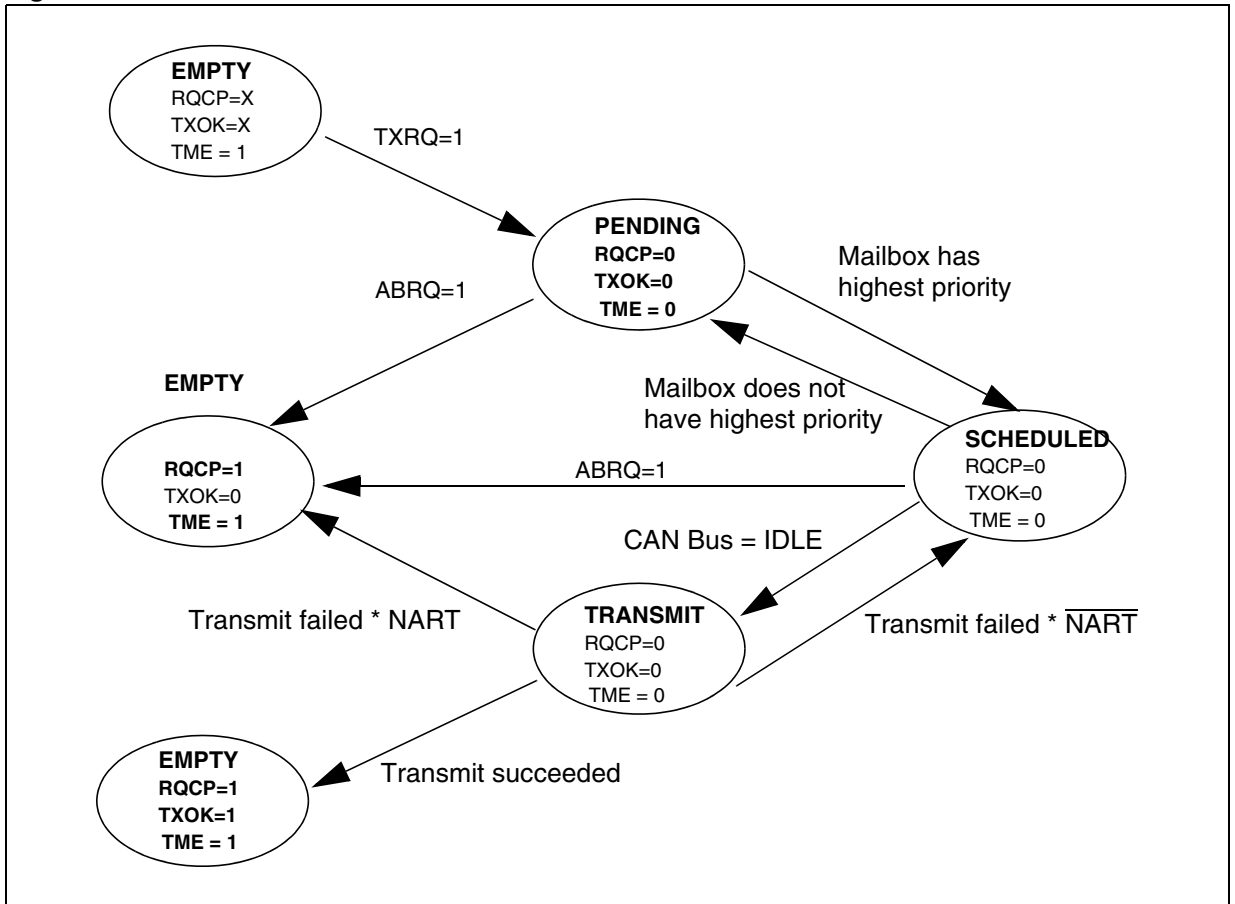 EMPTY
RQCP=X
TXOK=X
TME = 1
TXRQ=1
PENDING
RQCP=0
TXOK=0
TME = 0
Mailbox has
highest priority
ABRQ=1
EMPTY
Mailbox does not
have highest priority
RQCP=1
TXOK=0
TME = 1
ABRQ=1
SCHEDULED
RQCP=0
TXOK=0
TME = 0
CAN Bus = IDLE
Transmit failed * NART
TRANSMIT
RQCP=0
TXOK=0
TME = 0
Transmit failed * N̅A̅R̅T̅
EMPTY
RQCP=1
TXOK=1
TME = 1
Transmit succeeded